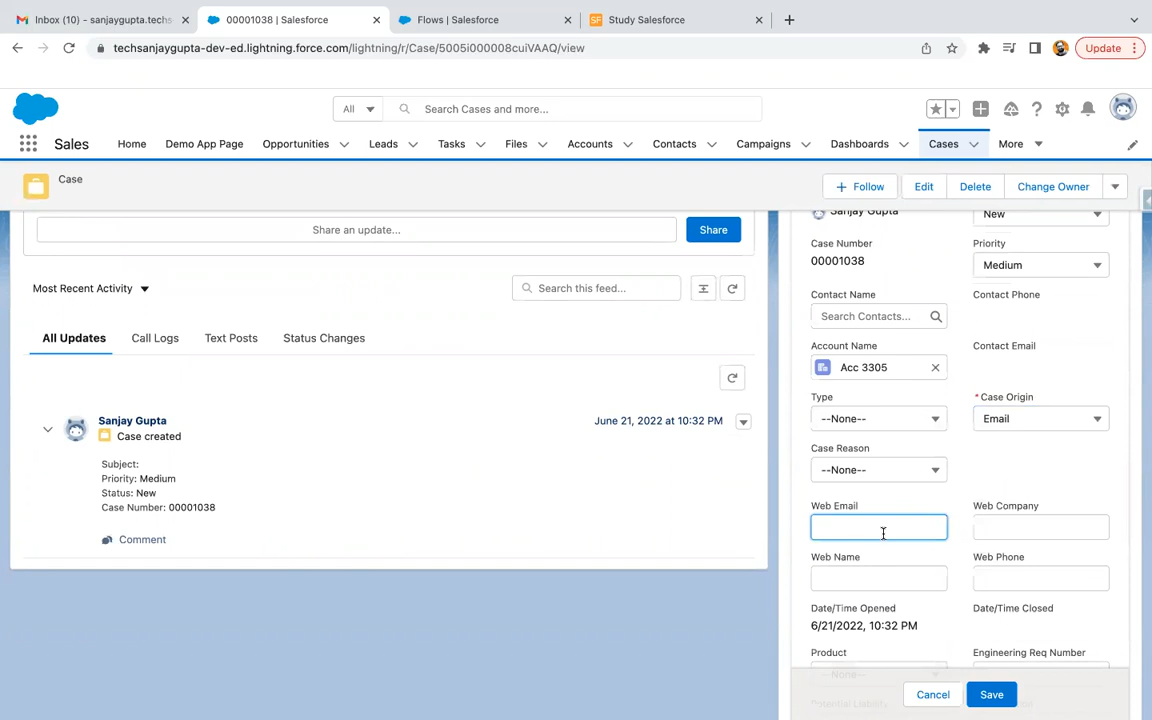 Inbox (10) - sanjaygupta.techs
00001038 | Salesforce
Flows | Salesforce
SF
Study Salesforce
techsanjaygupta-dev-ed.lightning.force.com/lightning/r/Case/5005i000008cuiVAAQ/view
Update
All
Search Cases and more...
Sales
Home
Demo App Page
Opportunities
Leads
Tasks
Files
Accounts
Contacts
Campaigns
Dashboards
Cases
More
Case
Follow
Edit
Delete
Change Owner
Share an update...
Share
Most Recent Activity
Search this feed...
All Updates
Call Logs
Text Posts
Status Changes
Sanjay Gupta
June 21, 2022 at 10:32 PM
Case created
Subject:
Priority: Medium
Status: New
Case Number: 00001038
Comment
Sanjay Gupta
New
Case Number
00001038
Priority
Medium
Contact Name
Search Contacts...
Contact Phone
Account Name
Acc 3305
Contact Email
Type
--None--
* Case Origin
Email
Case Reason
--None--
Web Email
Web Company
Web Name
Web Phone
Date/Time Opened
6/21/2022, 10:32 PM
Date/Time Closed
Product
--None--
Engineering Req Number
Cancel
Save